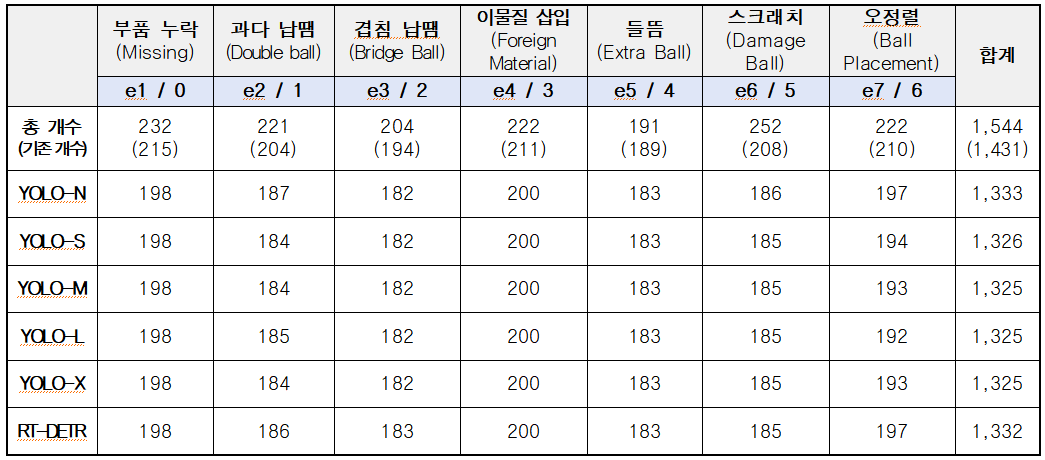 부품 누락 (Missing) 과다 납땜 (Double ball) 겹침 납땜 (Bridge Ball) 이물질 삽입 (Foreign Material) 들뜸 (Extra Ball) 스크래치 (Damage Ball) 오정렬 (Ball Placement) 합계
e1 / 0 e2 / 1 e3 / 2 e4 / 3 e5 / 4 e6 / 5 e7 / 6
총 개수 232 221 204 222 191 252 222 1,544
(기존 개수) (215) (204) (194) (211) (189) (208) (210) (1,431)
YOLO-N 198 187 182 200 183 186 197 1,333
YOLO-S 198 184 182 200 183 185 194 1,326
YOLO-M 198 184 182 200 183 185 193 1,325
YOLO-L 198 185 182 200 183 185 192 1,325
YOLO-X 198 184 182 200 183 185 193 1,325
RT-DETR 198 186 183 200 183 185 197 1,332